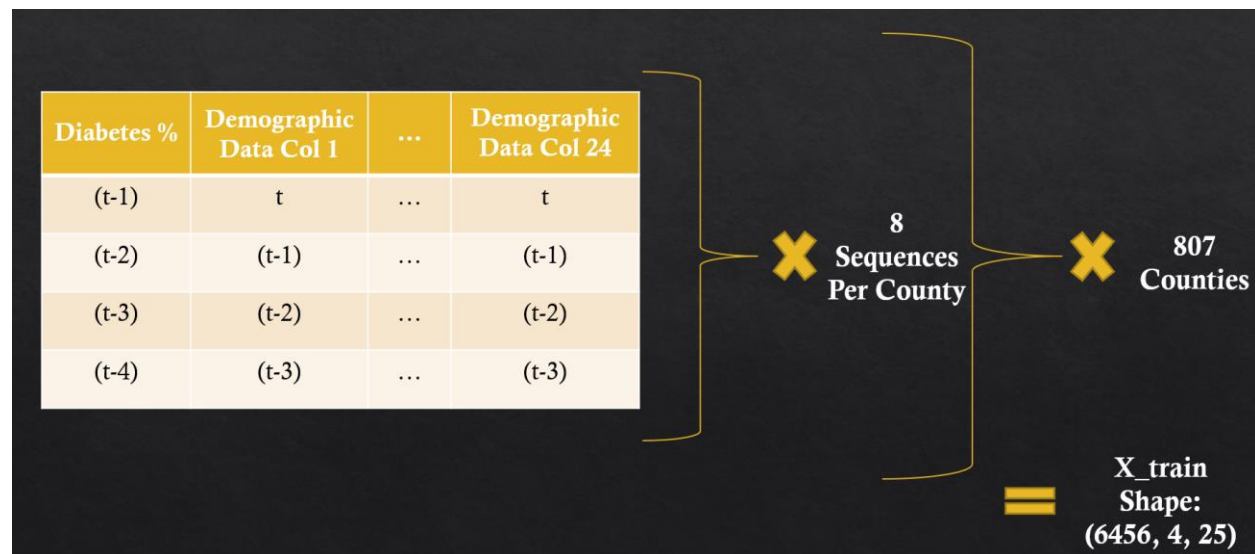 Diabetes % Demographic Data Col 1 ... Demographic Data Col 24
(t-1) t ... t
(t-2) (t-1) ... (t-1)
(t-3) (t-2) ... (t-2)
(t-4) (t-3) ... (t-3)
8
Sequences
Per County
807
Counties
X_train
Shape:
(6456, 4, 25)